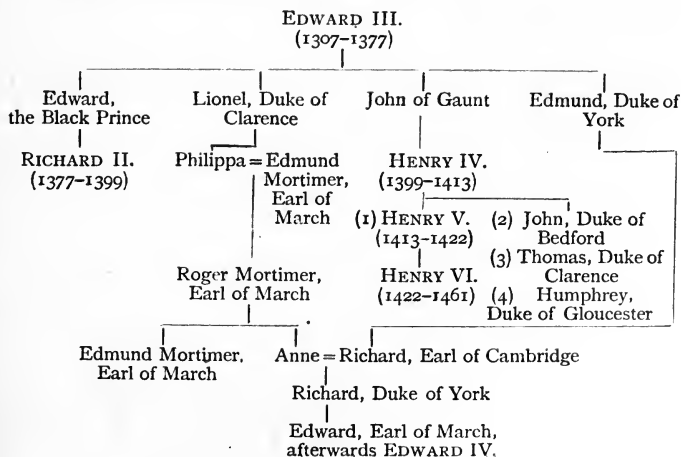 EDWARD III.
(1307–1377)
Edward, the Black Prince
Lionel, Duke of Clarence
John of Gaunt
Edmund, Duke of York
RICHARD II.
(1377–1399)
Philippa = Edmund Mortimer, Earl of March
HENRY IV.
(1399–1413)
(1) HENRY V.
(1413–1422)
(2) John, Duke of Bedford
(3) Thomas, Duke of Clarence
(4) Humphrey, Duke of Gloucester
HENRY VI.
(1422–1461)
Roger Mortimer,
Earl of March
Edmund Mortimer,
Earl of March
Anne = Richard, Earl of Cambridge
Richard, Duke of York
Edward, Earl of March,
afterwards EDWARD IV.